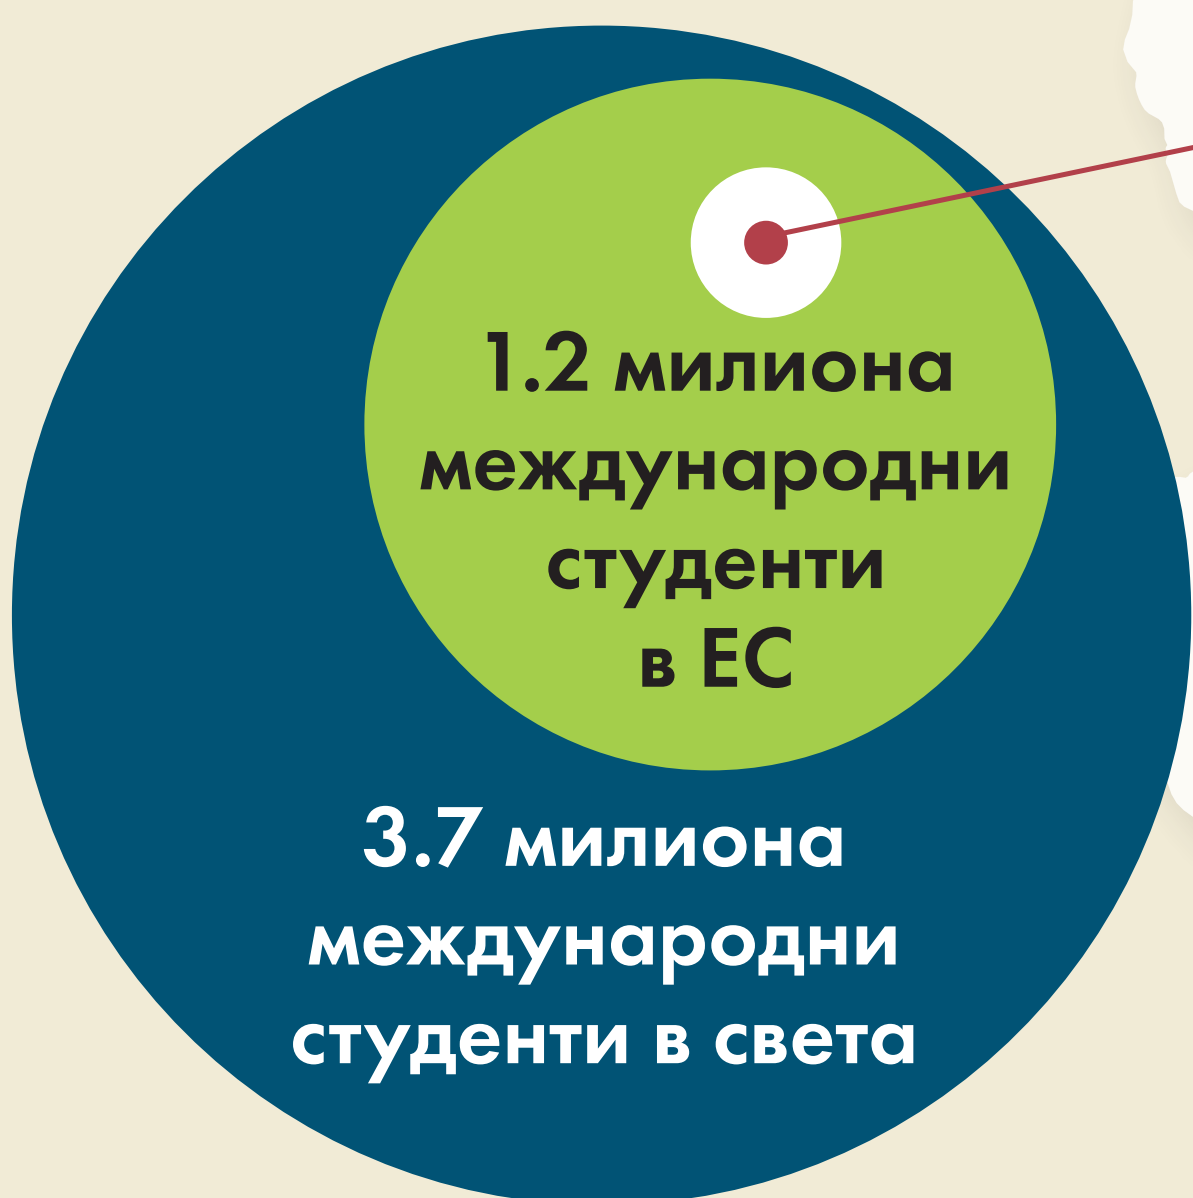 1.2 милиона
международни
студенти
в ЕС
3.7 милиона
международни
студенти в света